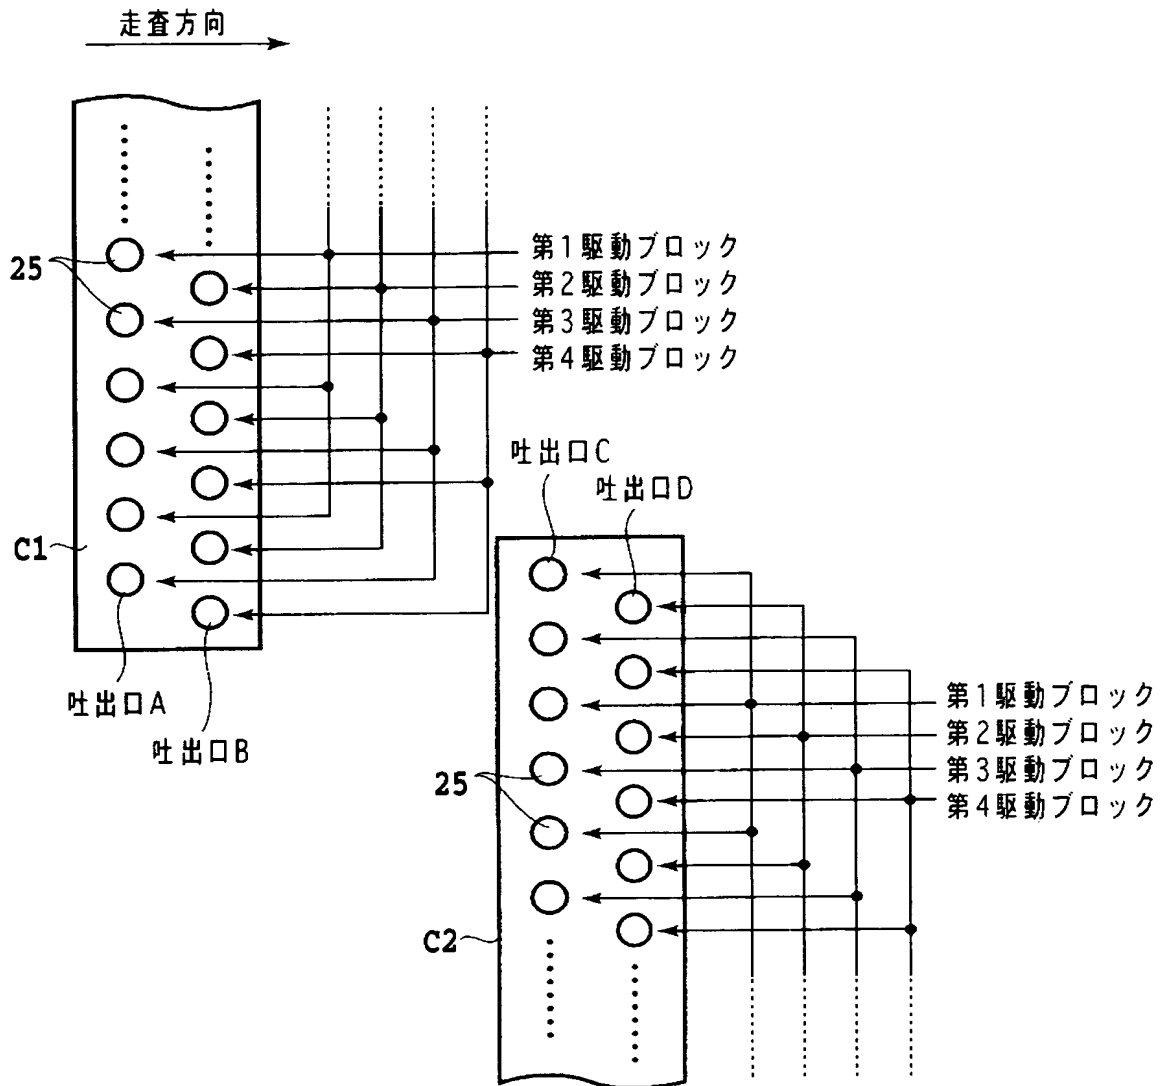 走査方向
25
第1駆動ブロック
第2駆動ブロック
第3駆動ブロック
第4駆動ブロック
吐出口C
吐出口D
C1
吐出口A
吐出口B
第1駆動ブロック
第2駆動ブロック
第3駆動ブロック
第4駆動ブロック
25
C2